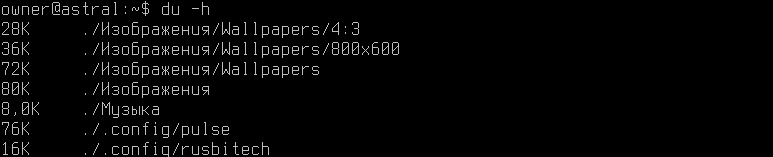 owner@astral:~$ du -h
28K ./Изображения/Wallpapers/4:3
36K ./Изображения/Wallpapers/800x600
72K ./Изображения/Wallpapers
80K ./Изображения
8,0K ./Музыка
76K ./.config/pulse
16K ./.config/rusbitech